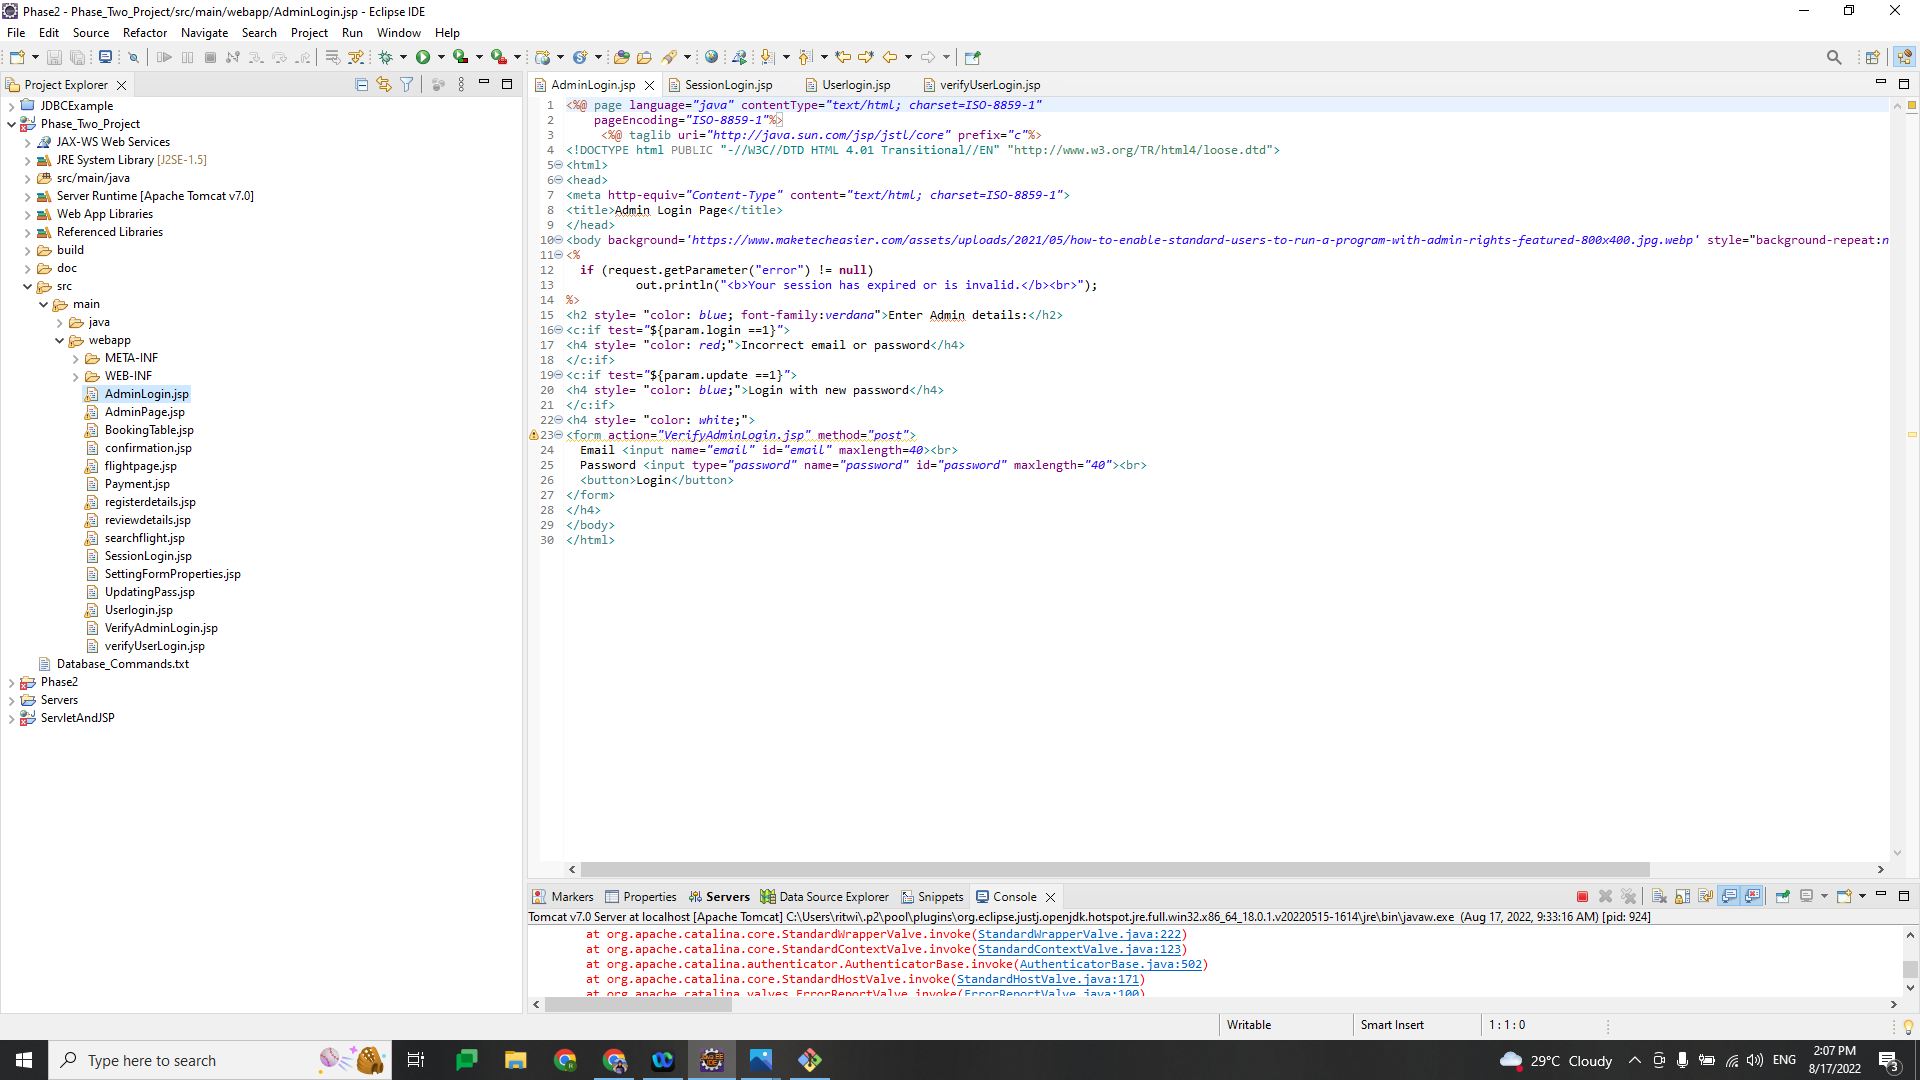 Phase2 - Phase_Two_Project/src/main/webapp/AdminLogin.jsp - Eclipse IDE
File Edit Source Refactor Navigate Search Project Run Window Help
Project Explorer
JDBCExample
Phase_Two_Project
JAX-WS Web Services
JRE System Library [J2SE-1.5]
src/main/java
Server Runtime [Apache Tomcat v7.0]
Web App Libraries
Referenced Libraries
build
doc
src
main
java
webapp
META-INF
WEB-INF
AdminLogin.jsp
AdminPage.jsp
BookingTable.jsp
confirmation.jsp
flightpage.jsp
Payment.jsp
registerdetails.jsp
reviewdetails.jsp
searchflight.jsp
SessionLogin.jsp
SettingFormProperties.jsp
UpdatingPass.jsp
Userlogin.jsp
VerifyAdminLogin.jsp
verifyUserLogin.jsp
Database_Commands.txt
Phase2
Servers
ServletAndJSP
AdminLogin.jsp SessionLogin.jsp Userlogin.jsp verifyUserLogin.jsp
1 <%@ page language="java" contentType="text/html; charset=ISO-8859-1"
2 pageEncoding="ISO-8859-1"%>
3 <%@ taglib uri="http://java.sun.com/jsp/jstl/core" prefix="c"%>
4 <!DOCTYPE html PUBLIC "-//W3C//DTD HTML 4.01 Transitional//EN" "http://www.w3.org/TR/html4/loose.dtd">
5 <html>
6 <head>
7 <meta http-equiv="Content-Type" content="text/html; charset=ISO-8859-1">
8 <title>Admin Login Page</title>
9 </head>
10 <body background='https://www.maketecheasier.com/assets/uploads/2021/05/how-to-enable-standard-users-to-run-a-program-with-admin-rights-featured-800x400.jpg.webp' style="background-repeat:n
11 <%
12 if (request.getParameter("error") != null)
13 out.println("<b>Your session has expired or is invalid.</b><br>");
14 %>
15 <h2 style= "color: blue; font-family:verdana">Enter Admin details:</h2>
16 <c:if test="${param.login ==1}">
17 <h4 style= "color: red;">Incorrect email or password</h4>
18 </c:if>
19 <c:if test="${param.update ==1}">
20 <h4 style= "color: blue;">Login with new password</h4>
21 </c:if>
22 <h4 style= "color: white;">
23 <form action="VerifyAdminLogin.jsp" method="post">
24 Email <input name="email" id="email" maxlength=40><br>
25 Password <input type="password" name="password" id="password" maxlength="40"><br>
26 <button>Login</button>
27 </form>
28 </h4>
29 </body>
30 </html>
Markers Properties Servers Data Source Explorer Snippets Console
Tomcat v7.0 Server at localhost [Apache Tomcat] C:\Users\ritwi\.p2\pool\plugins\org.eclipse.justj.openjdk.hotspot.jre.full.win32.x86_64_18.0.1.v20220515-1614\jre\bin\javaw.exe (Aug 17, 2022, 9:33:16 AM) [pid: 924]
at org.apache.catalina.core.StandardWrapperValve.invoke(StandardWrapperValve.java:222)
at org.apache.catalina.core.StandardContextValve.invoke(StandardContextValve.java:123)
at org.apache.catalina.authenticator.AuthenticatorBase.invoke(AuthenticatorBase.java:502)
at org.apache.catalina.core.StandardHostValve.invoke(StandardHostValve.java:171)
at org.apache.catalina.valves.ErrorReportValve.invoke(ErrorReportValve.java:100)
Writable Smart Insert 1 : 1 : 0
Type here to search
29°C Cloudy ENG
2:07 PM
8/17/2022
3